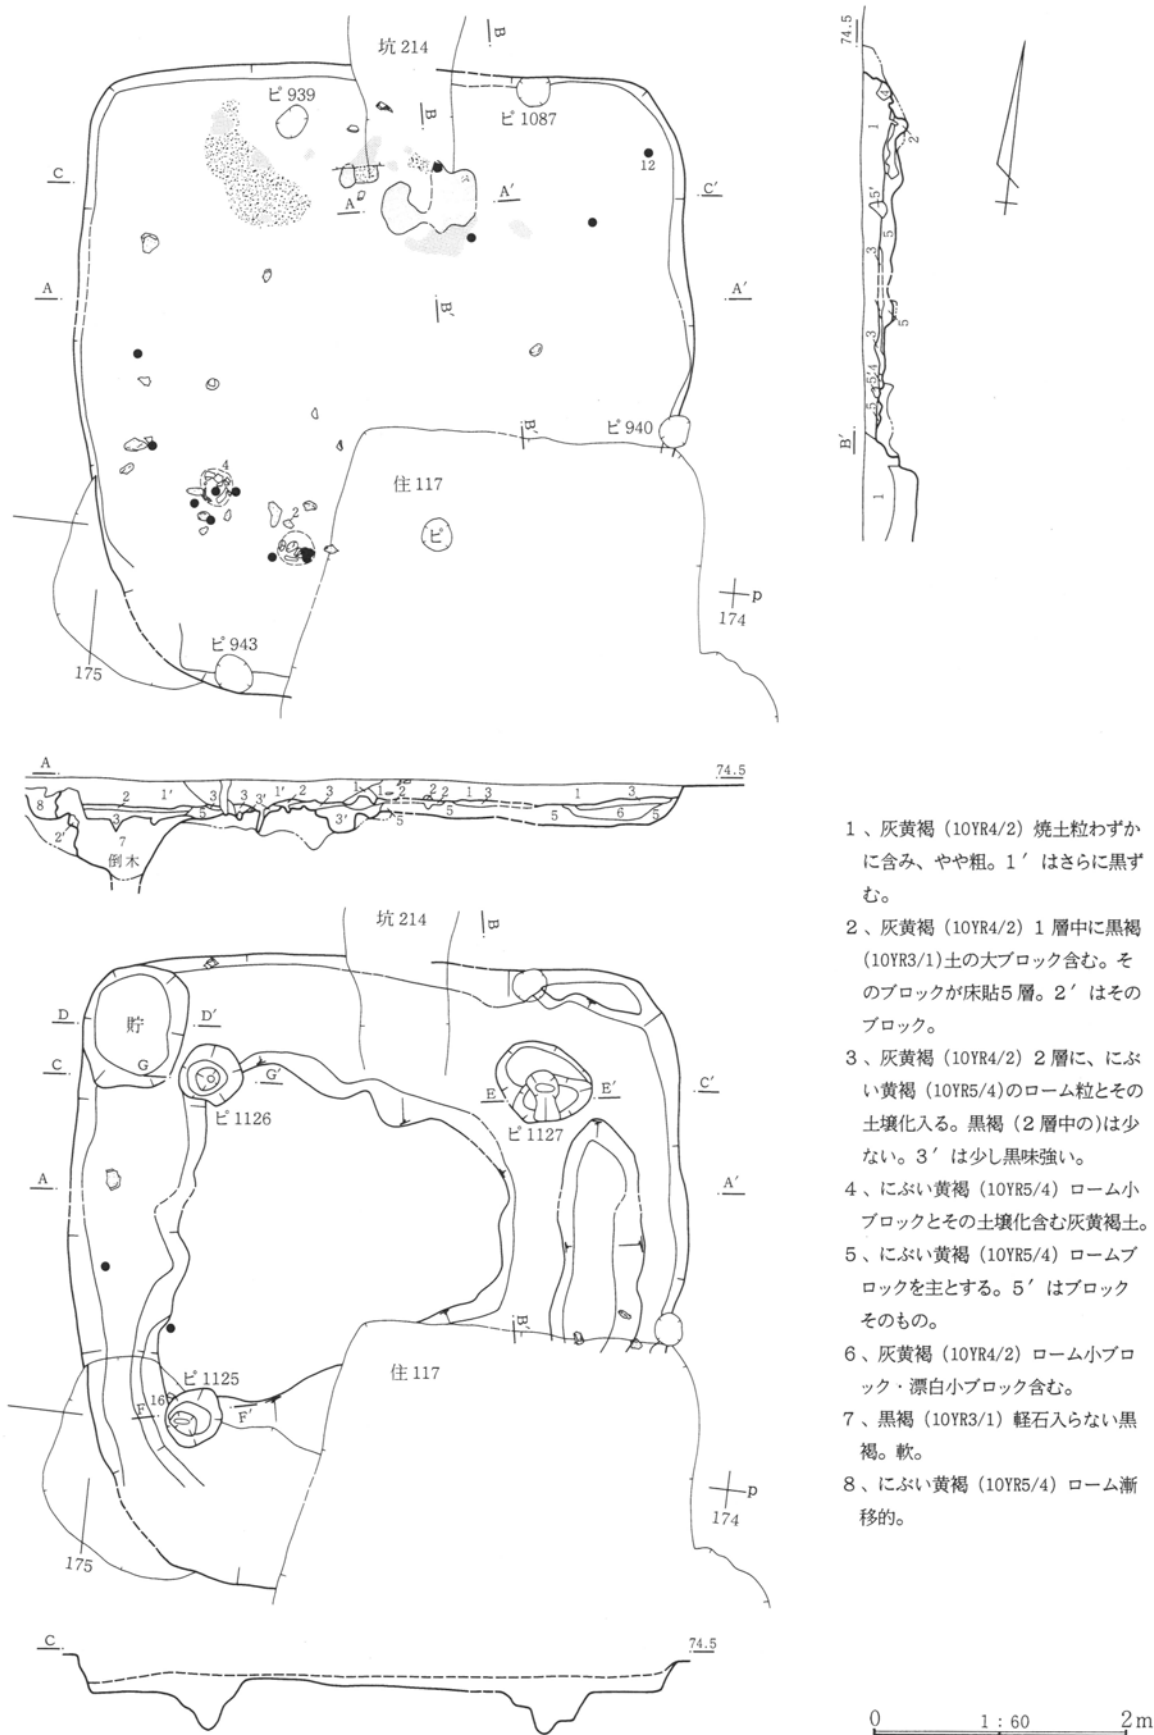 B
坑 214
ピ 939
B
ピ 1087
12
C
C′
A
A′
A
A′
B′
B′
ピ 940
4
住 117
2
ピ
p
174
ピ 943
175
74.5
4
1
2
5′
5
3
5
3
4
5′
5
B′
1
A
74.5
8
2
1′
3
3
3′
1′
2
3
1
1
2
2
2
1
3
1
3
5
3
2′
7
3′
5
5
6
5
倒木
坑 214
B
D
貯
D′
C
G
G′
C′
ピ 1126
E
E′
ピ 1127
A
A′
B′
ピ 1125
16
F
F′
住 117
p
174
175
C
74.5
1、灰黄褐 (10YR4/2) 焼土粒わずか
に含み、やや粗。1′ はさらに黒ず
む。
2、灰黄褐 (10YR4/2) 1 層中に黒褐
(10YR3/1)土の大ブロック含む。そ
のブロックが床貼5 層。2′ はその
ブロック。
3、灰黄褐 (10YR4/2) 2 層に、にぶ
い黄褐 (10YR5/4)のローム粒とその
土壌化入る。黒褐 (2 層中の)は少
ない。3′ は少し黒味強い。
4、にぶい黄褐 (10YR5/4) ローム小
ブロックとその土壌化含む灰黄褐土。
5、にぶい黄褐 (10YR5/4) ロームブ
ロックを主とする。5′ はブロック
そのもの。
6、灰黄褐 (10YR4/2) ローム小ブロ
ック・漂白小ブロック含む。
7、黒褐 (10YR3/1) 軽石入らない黒
褐。軟。
8、にぶい黄褐 (10YR5/4) ローム漸
移的。
0 1 : 60 2m